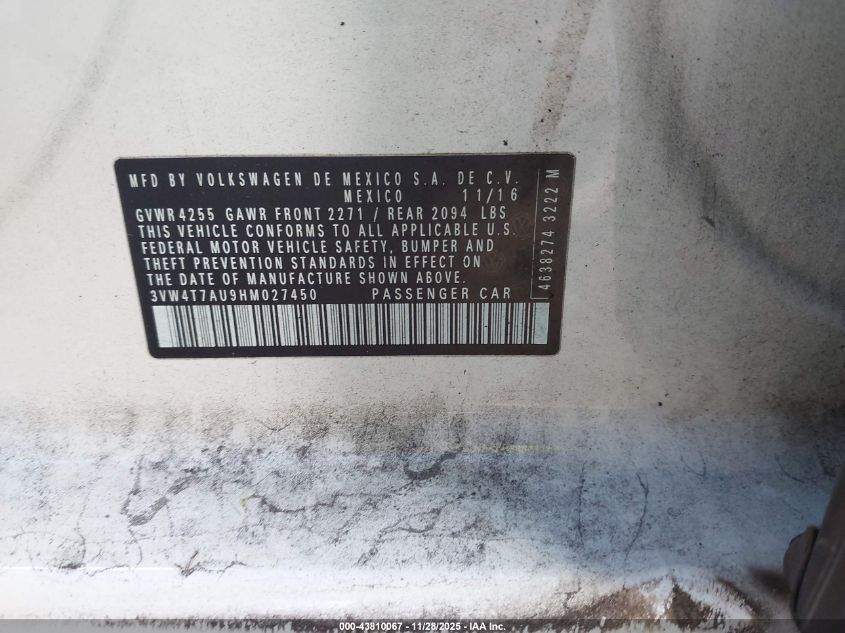 MFD BY VOLKSWAGEN DE MEXICO S.A. DE C.V.
MEXICO 11/16
GVWR 4255 GAWR FRONT 2271 / REAR 2094 LBS
THIS VEHICLE CONFORMS TO ALL APPLICABLE U.S.
FEDERAL MOTOR VEHICLE SAFETY, BUMPER AND
THEFT PREVENTION STANDARDS IN EFFECT ON
THE DATE OF MANUFACTURE SHOWN ABOVE.
3VW4T7AU9HM027450 PASSENGER CAR
4638274 3222 M
000-43810067 - 11/28/2025 - IAA Inc.